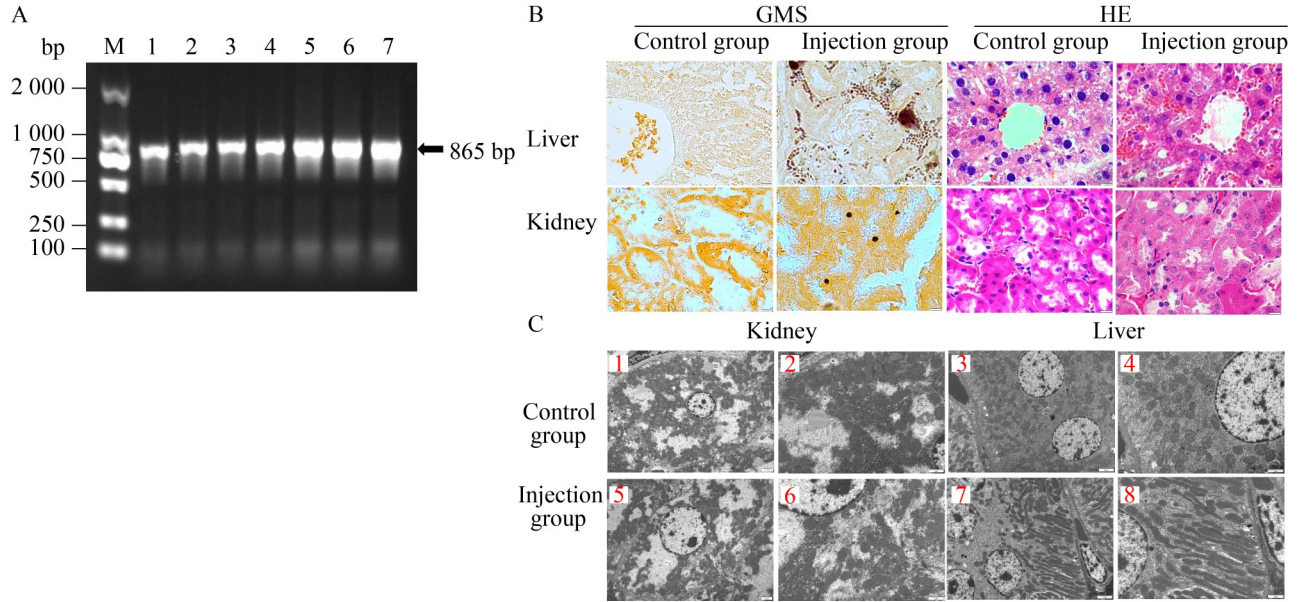 A
bp M 1 2 3 4 5 6 7
2 000
1 000
750
500
250
100
865 bp
B
GMS HE
Control group Injection group Control group Injection group
Liver
Kidney
C
Kidney Liver
Control group
1 2 3 4
Injection group
5 6 7 8